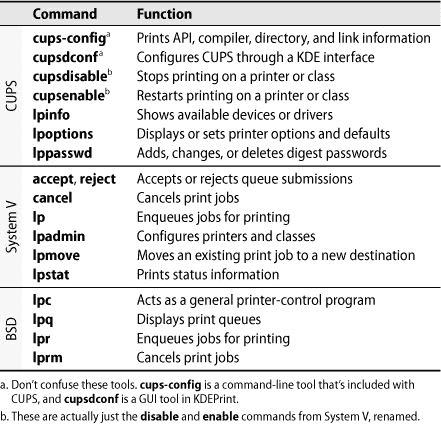 Command Function
CUPS
cups-configᵃ Prints API, compiler, directory, and link information
cupsdconfᵃ Configures CUPS through a KDE interface
cupsdisableᵇ Stops printing on a printer or class
cupsenableᵇ Restarts printing on a printer or class
lpinfo Shows available devices or drivers
lpoptions Displays or sets printer options and defaults
lppasswd Adds, changes, or deletes digest passwords
System V
accept, reject Accepts or rejects queue submissions
cancel Cancels print jobs
lp Enqueues jobs for printing
lpadmin Configures printers and classes
lpmove Moves an existing print job to a new destination
lpstat Prints status information
BSD
lpc Acts as a general printer-control program
lpq Displays print queues
lpr Enqueues jobs for printing
lprm Cancels print jobs
a. Don’t confuse these tools. cups-config is a command-line tool that’s included with
CUPS, and cupsdconf is a GUI tool in KDEPrint.
b. These are actually just the disable and enable commands from System V, renamed.